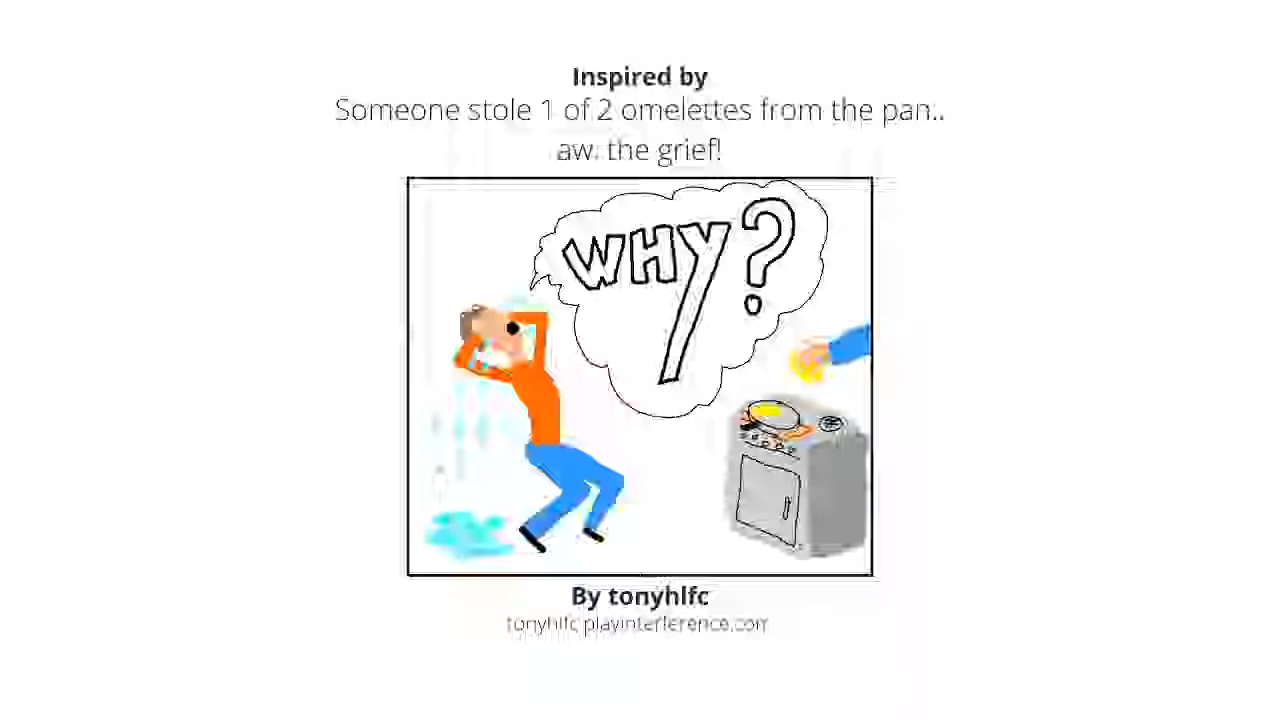 Inspired by
Someone stole 1 of 2 omelettes from the pan..
aw. the grief!
WHY?
By tonyhlfc
tonyhlfc.playinterference.com